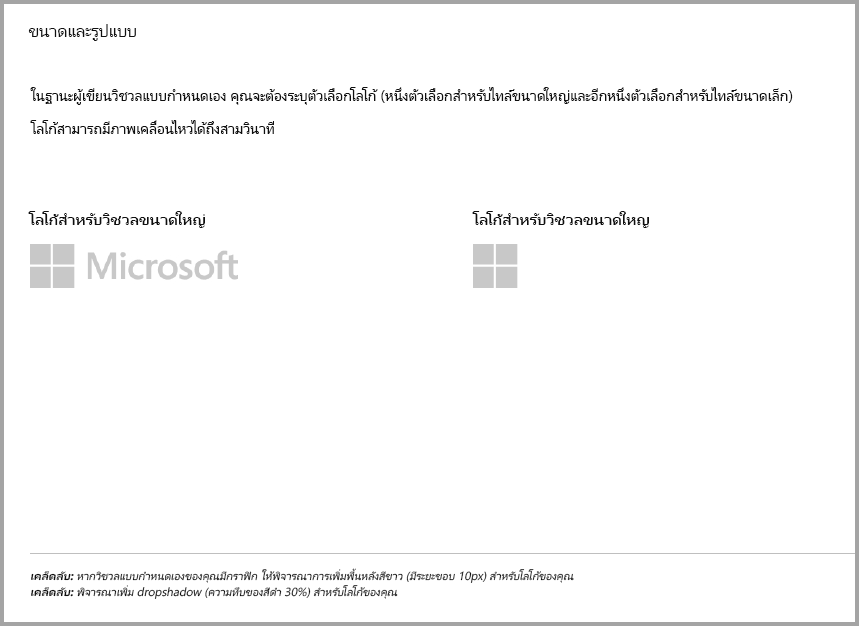 ขนาดและรูปแบบ
ในฐานะผู้เขียนวิชวลแบบกำหนดเอง คุณจะต้องระบุตัวเลือกโลโก้ (หนึ่งตัวเลือกสำหรับไทล์ขนาดใหญ่และอีกหนึ่งตัวเลือกสำหรับไทล์ขนาดเล็ก)
โลโก้สามารถมีภาพเคลื่อนไหวได้ถึงสามวินาที
โลโก้สำหรับวิชวลขนาดใหญ่ โลโก้สำหรับวิชวลขนาดใหญ
Microsoft
เคล็ดลับ: หากวิชวลแบบกำหนดเองของคุณมีกราฟิก ให้พิจารณาการเพิ่มพื้นหลังสีขาว (มีระยะขอบ 10px) สำหรับโลโก้ของคุณ
เคล็ดลับ: พิจารณาเพิ่ม dropshadow (ความทึบของสีดำ 30%) สำหรับโลโก้ของคุณ